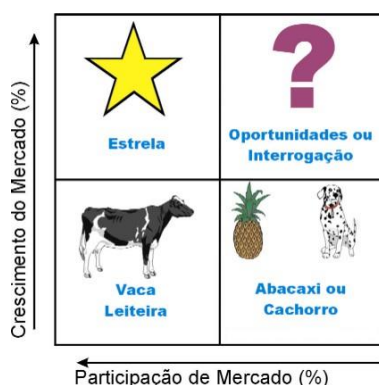 Crescimento do Mercado (%)
Estrela
Oportunidades ou
Interrogação
Vaca
Leiteira
Abacaxi ou
Cachorro
Participação de Mercado (%)